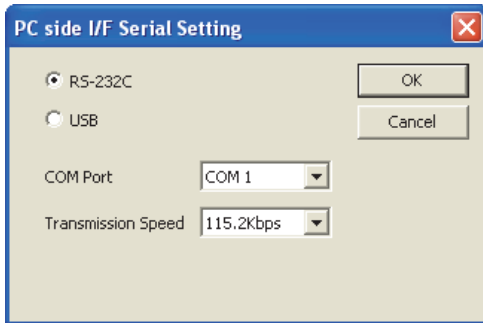 PC side I/F Serial Setting
RS-232C
OK
USB
Cancel
COM Port
COM 1
Transmission Speed
115.2Kbps